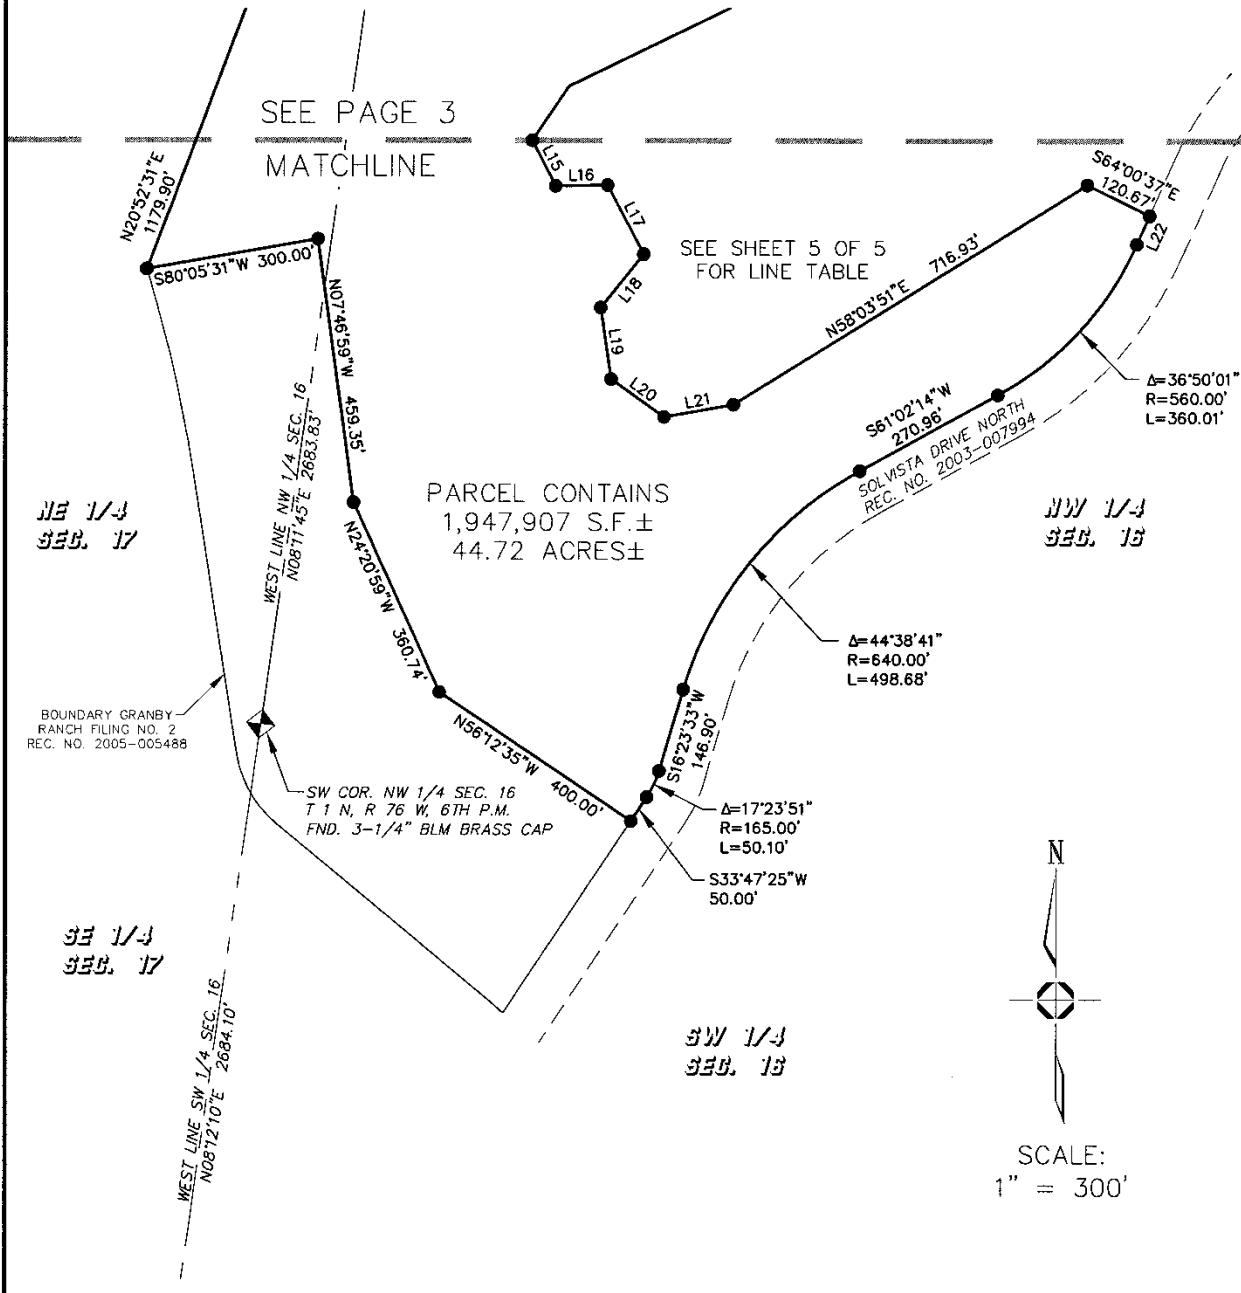 SEE PAGE 3
MATCHLINE
N20°52'31"E
1179.90'
S80°05'31"W 300.00'
L15
L16
L17
L18
L19
L20
L21
SEE SHEET 5 OF 5
FOR LINE TABLE
S64°00'37"E
120.67'
L22
N58°03'51"E 716.93'
N07°46'59"W 459.35'
WEST LINE NW 1/4 SEC. 16
N08°11'45"E 2683.83'
Δ=36°50'01"
R=560.00'
L=360.01'
S61°02'14"W
270.96'
SOLVISTA DRIVE NORTH
REC. NO. 2003-007994
NE 1/4
SEC. 17
PARCEL CONTAINS
1,947,907 S.F.±
44.72 ACRES±
NW 1/4
SEC. 16
N24°20'59"W 360.74'
Δ=44°38'41"
R=640.00'
L=498.68'
BOUNDARY GRANBY
RANCH FILING NO. 2
REC. NO. 2005-005488
S16°23'33"W
146.90'
N56°12'35"W 400.00'
SW COR. NW 1/4 SEC. 16
T 1 N, R 76 W, 6TH P.M.
FND. 3-1/4" BLM BRASS CAP
Δ=17°23'51"
R=165.00'
L=50.10'
S33°47'25"W
50.00'
SE 1/4
SEC. 17
WEST LINE SW 1/4 SEC. 16
N08°12'10"E 2684.10'
SW 1/4
SEC. 16
N
SCALE:
1" = 300'